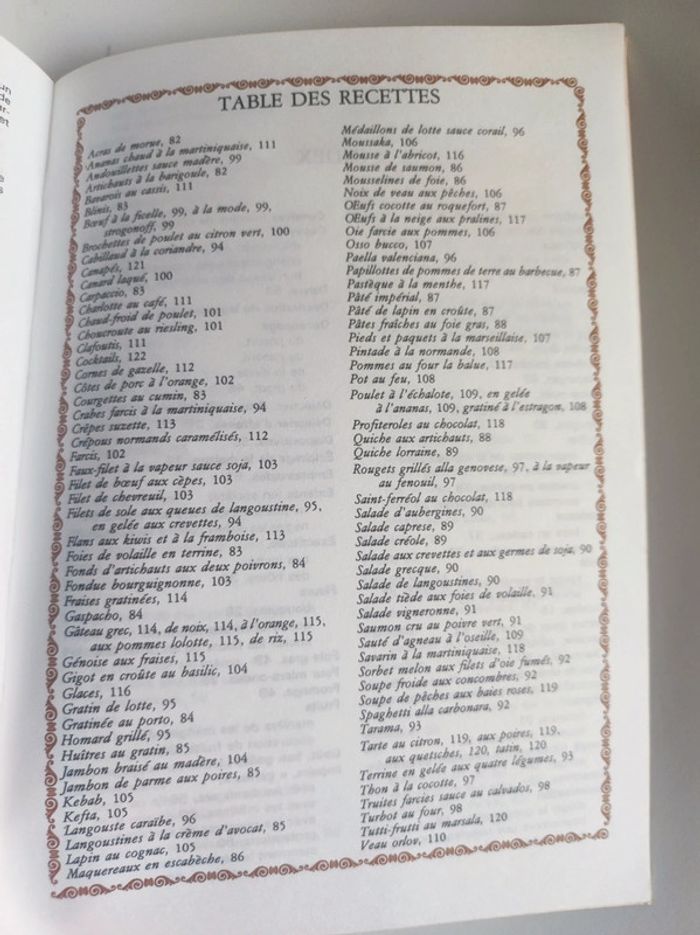 un
de
ar-
et
e
s
TABLE DES RECETTES
Acras de morue, 82
Ananas chaud à la martiniquaise, 111
Andouillettes sauce madère, 99
Artichauts à la barigoule, 82
Bavarois au cassis, 111
Blinis, 83
Bœuf à la ficelle, 99, à la mode, 99,
strogonoff, 99
Brochettes de poulet au citron vert, 100
Cabillaud à la coriandre, 94
Canapés, 121
Canard laqué, 100
Carpaccio, 83
Charlotte au café, 111
Chaud-froid de poulet, 101
Choucroute au riesling, 101
Clafoutis, 111
Cocktails, 122
Cornes de gazelle, 112
Côtes de porc à l'orange, 102
Courgettes au cumin, 83
Crabes farcis à la martiniquaise, 94
Crêpes suzette, 113
Crépous normands caramélisés, 112
Farcis, 102
Faux-filet à la vapeur sauce soja, 103
Filet de bœuf aux cèpes, 103
Filet de chevreuil, 103
Filets de sole aux queues de langoustine, 95,
en gelée aux crevettes, 94
Flans aux kiwis et à la framboise, 113
Foies de volaille en terrine, 83
Fonds d'artichauts aux deux poivrons, 84
Fondue bourguignonne, 103
Fraises gratinées, 114
Gaspacho, 84
Gâteau grec, 114, de noix, 114, à l'orange, 115,
aux pommes lolotte, 115, de riz, 115
Génoise aux fraises, 115
Gigot en croûte au basilic, 104
Glaces, 116
Gratin de lotte, 95
Gratinée au porto, 84
Homard grillé, 95
Huîtres au gratin, 85
Jambon braisé au madère, 104
Jambon de parme aux poires, 85
Kebab, 105
Kefta, 105
Langouste caraïbe, 96
Langoustines à la crème d'avocat, 85
Lapin au cognac, 105
Maquereaux en escabèche, 86
Médaillons de lotte sauce corail, 96
Moussaka, 106
Mousse à l'abricot, 116
Mousse de saumon, 86
Mousselines de foie, 86
Noix de veau aux pêches, 106
Œufs cocotte au roquefort, 87
Œufs à la neige aux pralines, 117
Oie farcie aux pommes, 106
Osso bucco, 107
Paella valenciana, 96
Papillottes de pommes de terre au barbecue, 87
Pastèque à la menthe, 117
Pâté impérial, 87
Pâté de lapin en croûte, 87
Pâtes fraîches au foie gras, 88
Pieds et paquets à la marseillaise, 107
Pintade à la normande, 108
Pommes au four la balue, 117
Pot au feu, 108
Poulet à l'échalote, 109, en gelée
à l'ananas, 109, gratiné à l'estragon, 108
Profiteroles au chocolat, 118
Quiche aux artichauts, 88
Quiche lorraine, 89
Rougets grillés alla genovese, 97, à la vapeur
au fenouil, 97
Saint-ferréol au chocolat, 118
Salade d'aubergines, 90
Salade caprese, 89
Salade créole, 89
Salade aux crevettes et aux germes de soja, 90
Salade grecque, 90
Salade de langoustines, 90
Salade tiède aux foies de volaille, 91
Salade vigneronne, 91
Saumon cru au poivre vert, 91
Sauté d'agneau à l'oseille, 109
Savarin à la martiniquaise, 118
Sorbet melon aux filets d'oie fumés, 92
Soupe froide aux concombres, 92
Soupe de pêches aux baies roses, 119
Spaghetti alla carbonara, 92
Tarama, 93
Tarte au citron, 119, aux poires, 119,
aux quetsches, 120, tatin, 120
Terrine en gelée aux quatre légumes, 93
Thon à la cocotte, 97
Truites farcies sauce au calvados, 98
Turbot au four, 98
Tutti-frutti au marsala, 120
Veau orlov, 110